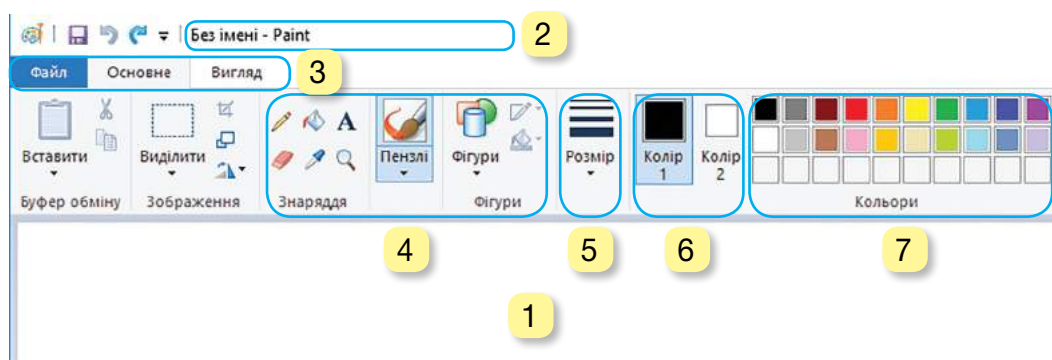 Без імені - Paint 2
Файл Основне Вигляд 3
A
Вставити Виділити Пензлі Фігури Розмір Колір 1 Колір 2
Буфер обміну Зображення Знаряддя Фігури Кольори
4 5 6 7
1